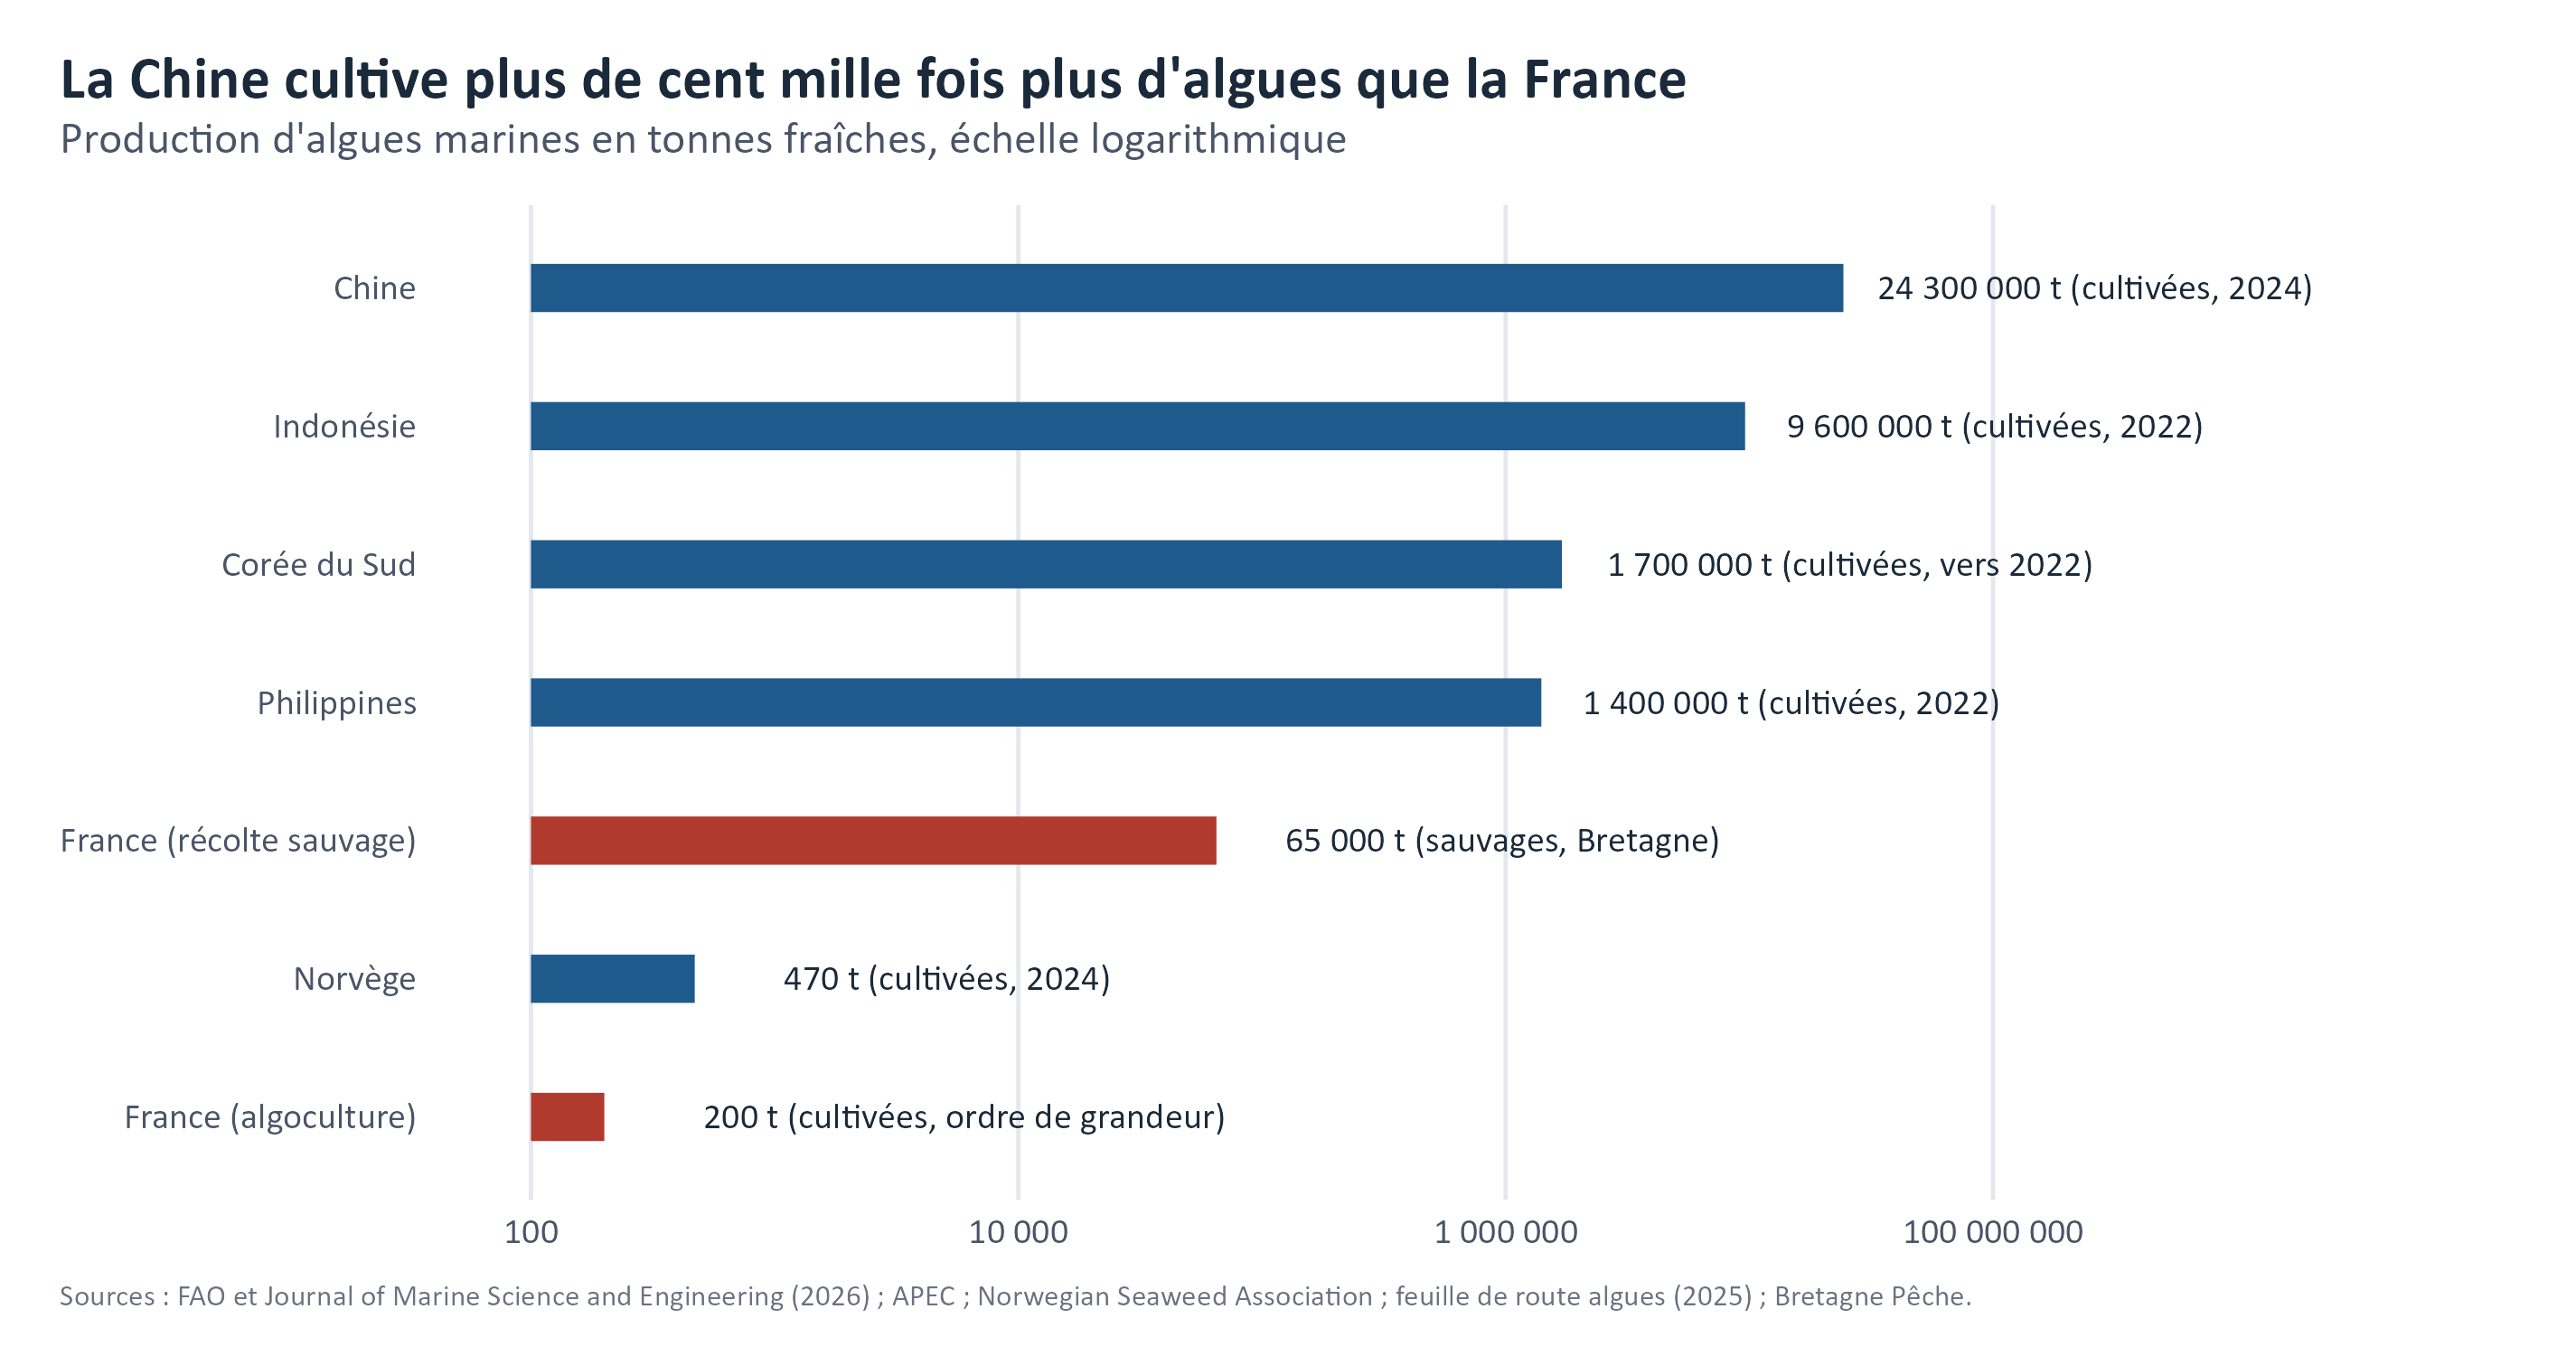 La Chine cultive plus de cent mille fois plus d'algues que la France
Production d'algues marines en tonnes fraîches, échelle logarithmique
Chine 24 300 000 t (cultivées, 2024)
Indonésie 9 600 000 t (cultivées, 2022)
Corée du Sud 1 700 000 t (cultivées, vers 2022)
Philippines 1 400 000 t (cultivées, 2022)
France (récolte sauvage) 65 000 t (sauvages, Bretagne)
Norvège 470 t (cultivées, 2024)
France (algoculture) 200 t (cultivées, ordre de grandeur)
100 10 000 1 000 000 100 000 000
Sources : FAO et Journal of Marine Science and Engineering (2026) ; APEC ; Norwegian Seaweed Association ; feuille de route algues (2025) ; Bretagne Pêche.